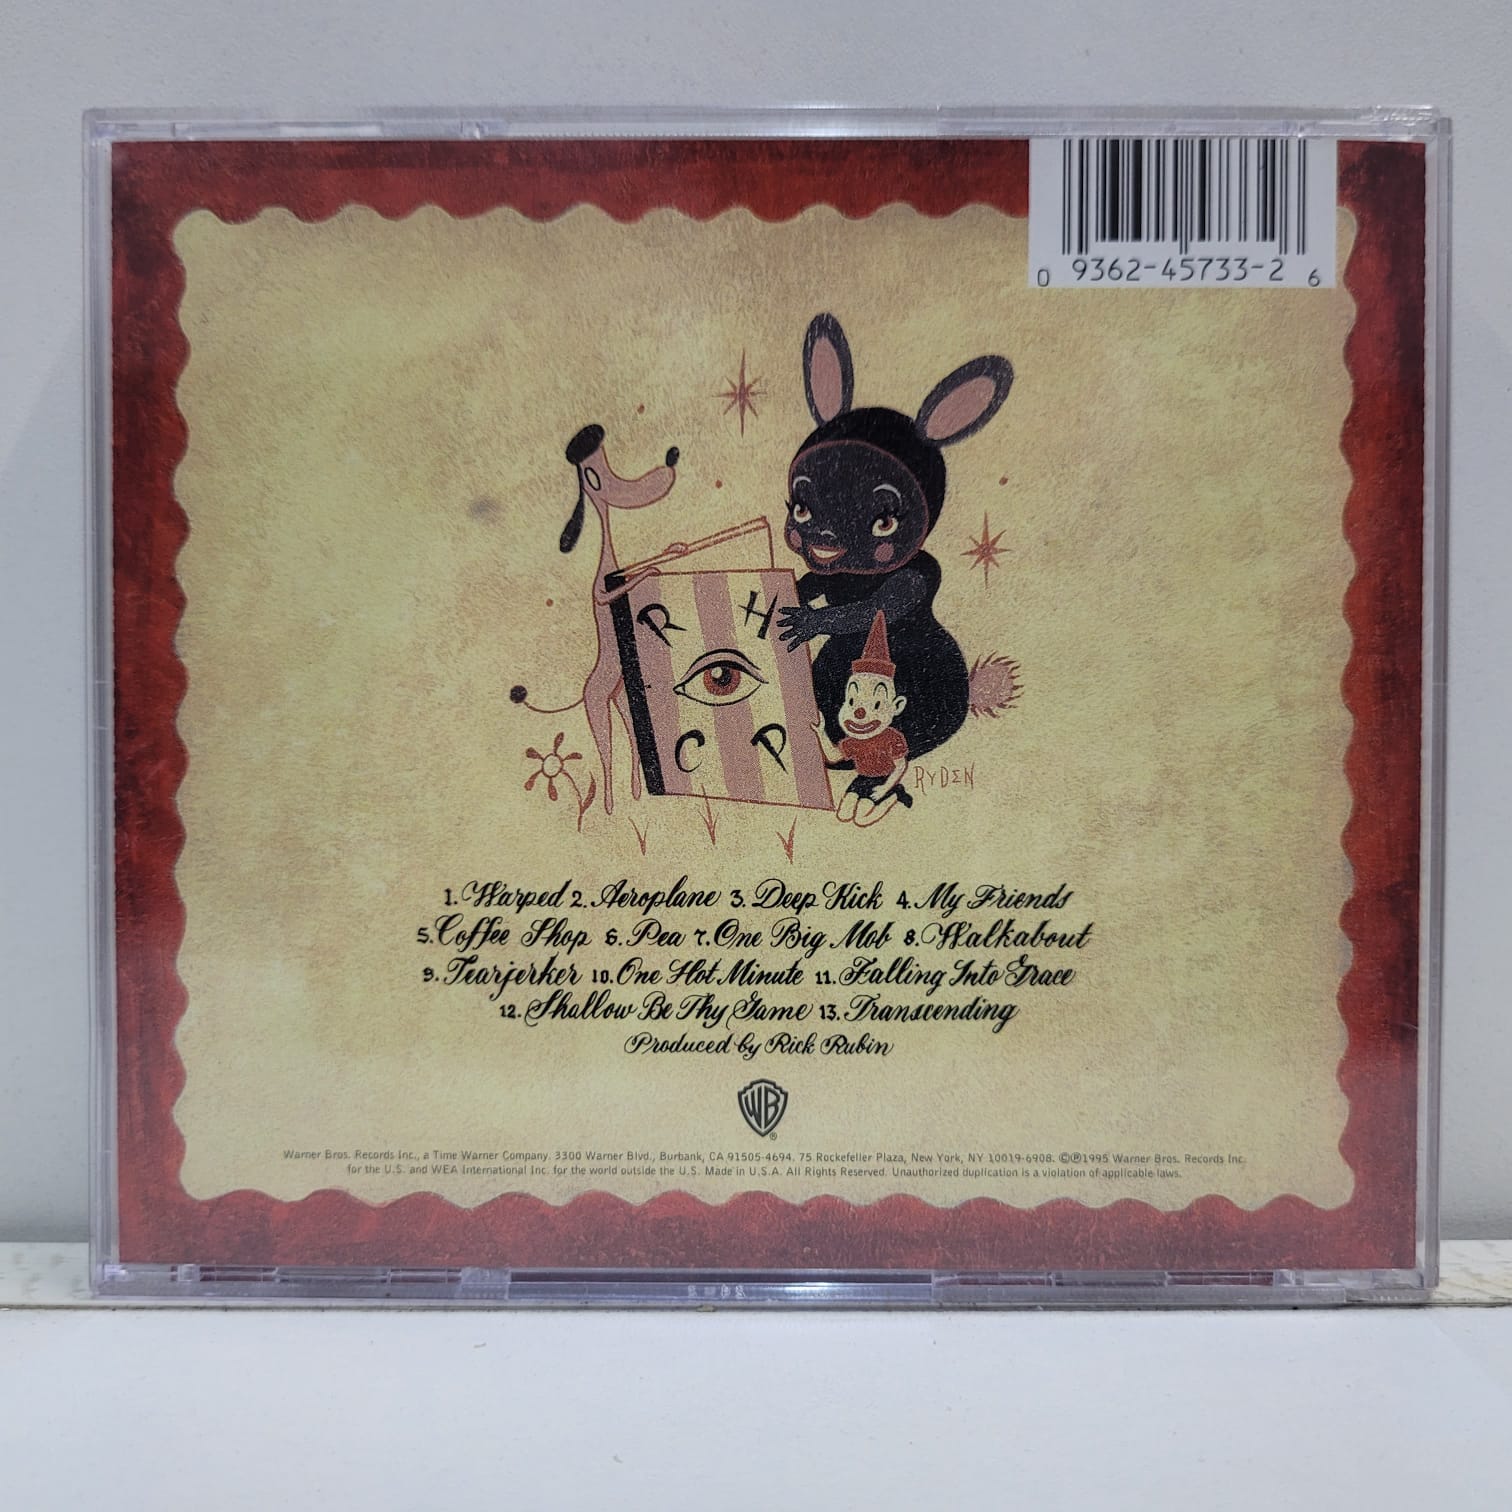 0 9362-45733-2 6
R H
C P
RYDEN
1. Warped 2. Aeroplane 3. Deep Kick 4. My Friends
5. Coffee Shop 6. Pea 7. One Big Mob 8. Walkabout
9. Tearjerker 10. One Hot Minute 11. Falling Into Grace
12. Shallow Be Thy Game 13. Transcending
Produced by Rick Rubin
WB ®
Warner Bros. Records Inc., a Time Warner Company. 3300 Warner Blvd., Burbank, CA 91505-4694. 75 Rockefeller Plaza, New York, NY 10019-6908. ©℗1995 Warner Bros. Records Inc.
for the U.S. and WEA International Inc. for the world outside the U.S. Made in U.S.A. All Rights Reserved. Unauthorized duplication is a violation of applicable laws.